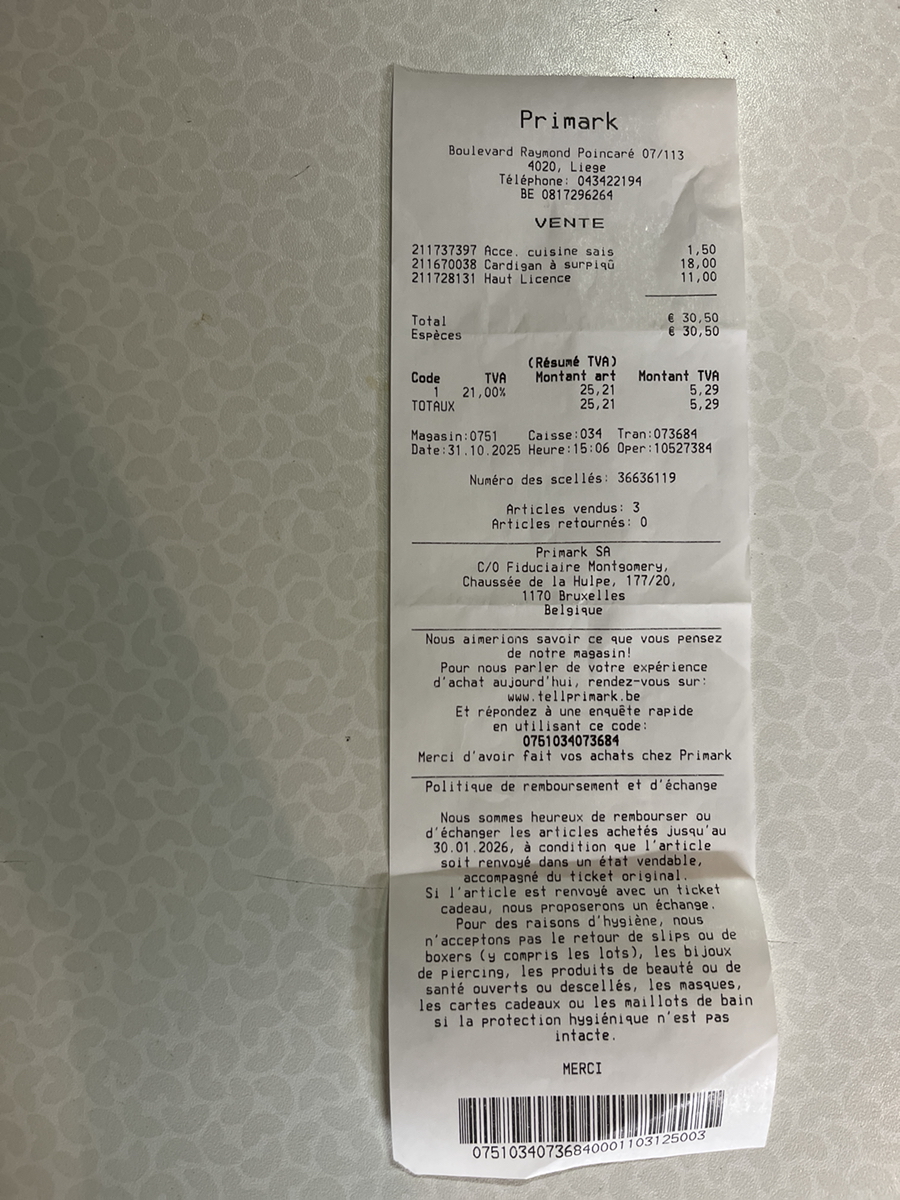 Primark
Boulevard Raymond Poincaré 07/113
4020, Liege
Téléphone: 043422194
BE 0817296264
VENTE
211737397 Acce. cuisine sais 1,50
211670038 Cardigan à surpiqû 18,00
211728131 Haut Licence 11,00
Total € 30,50
Espèces € 30,50
(Résumé TVA)
Code TVA Montant art Montant TVA
1 21,00% 25,21 5,29
TOTAUX 25,21 5,29
Magasin:0751 Caisse:034 Tran:073684
Date:31.10.2025 Heure:15:06 Oper:10527384
Numéro des scellés: 36636119
Articles vendus: 3
Articles retournés: 0
Primark SA
C/O Fiduciaire Montgomery,
Chaussée de la Hulpe, 177/20,
1170 Bruxelles
Belgique
Nous aimerions savoir ce que vous pensez
de notre magasin!
Pour nous parler de votre expérience
d'achat aujourd'hui, rendez-vous sur:
www.tellprimark.be
Et répondez à une enquête rapide
en utilisant ce code:
0751034073684
Merci d'avoir fait vos achats chez Primark
Politique de remboursement et d'échange
Nous sommes heureux de rembourser ou
d'échanger les articles achetés jusqu'au
30.01.2026, à condition que l'article
soit renvoyé dans un état vendable,
accompagné du ticket original.
Si l'article est renvoyé avec un ticket
cadeau, nous proposerons un échange.
Pour des raisons d'hygiène, nous
n'acceptons pas le retour de slips ou de
boxers (y compris les lots), les bijoux
de piercing, les produits de beauté ou de
santé ouverts ou descellés, les masques,
les cartes cadeaux ou les maillots de bain
si la protection hygiénique n'est pas
intacte.
MERCI
07510340736840001103125003